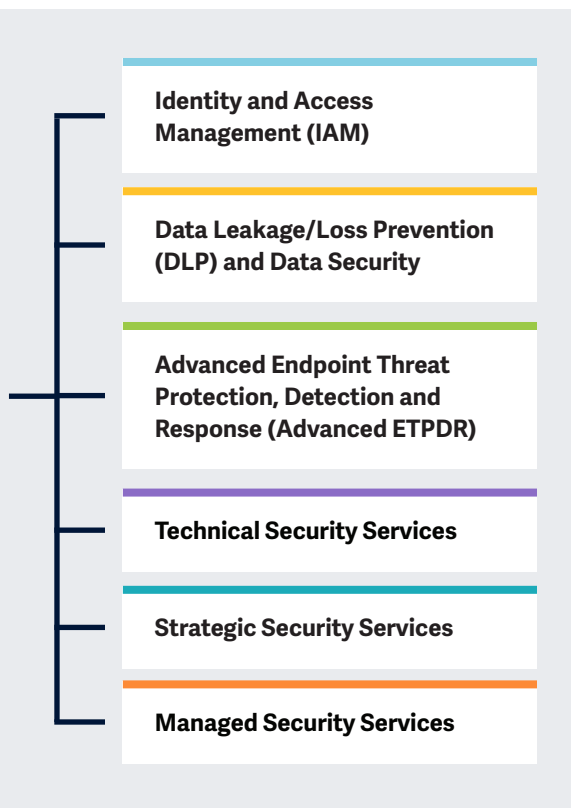 Identity and Access
Management (IAM)
Data Leakage/Loss Prevention
(DLP) and Data Security
Advanced Endpoint Threat
Protection, Detection and
Response (Advanced ETPDR)
Technical Security Services
Strategic Security Services
Managed Security Services